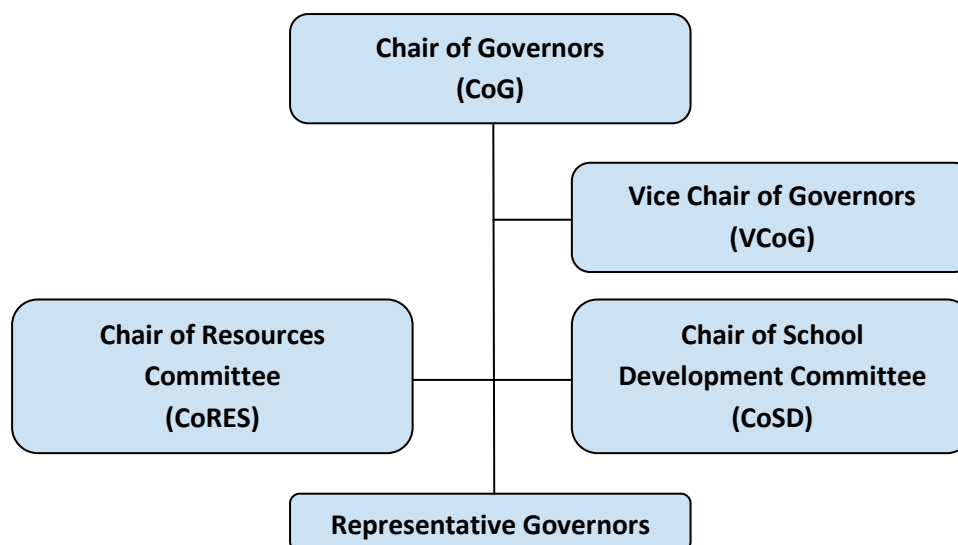 Chair of Governors
(CoG)
Vice Chair of Governors
(VCoG)
Chair of Resources
Committee
(CoRES)
Chair of School
Development Committee
(CoSD)
Representative Governors